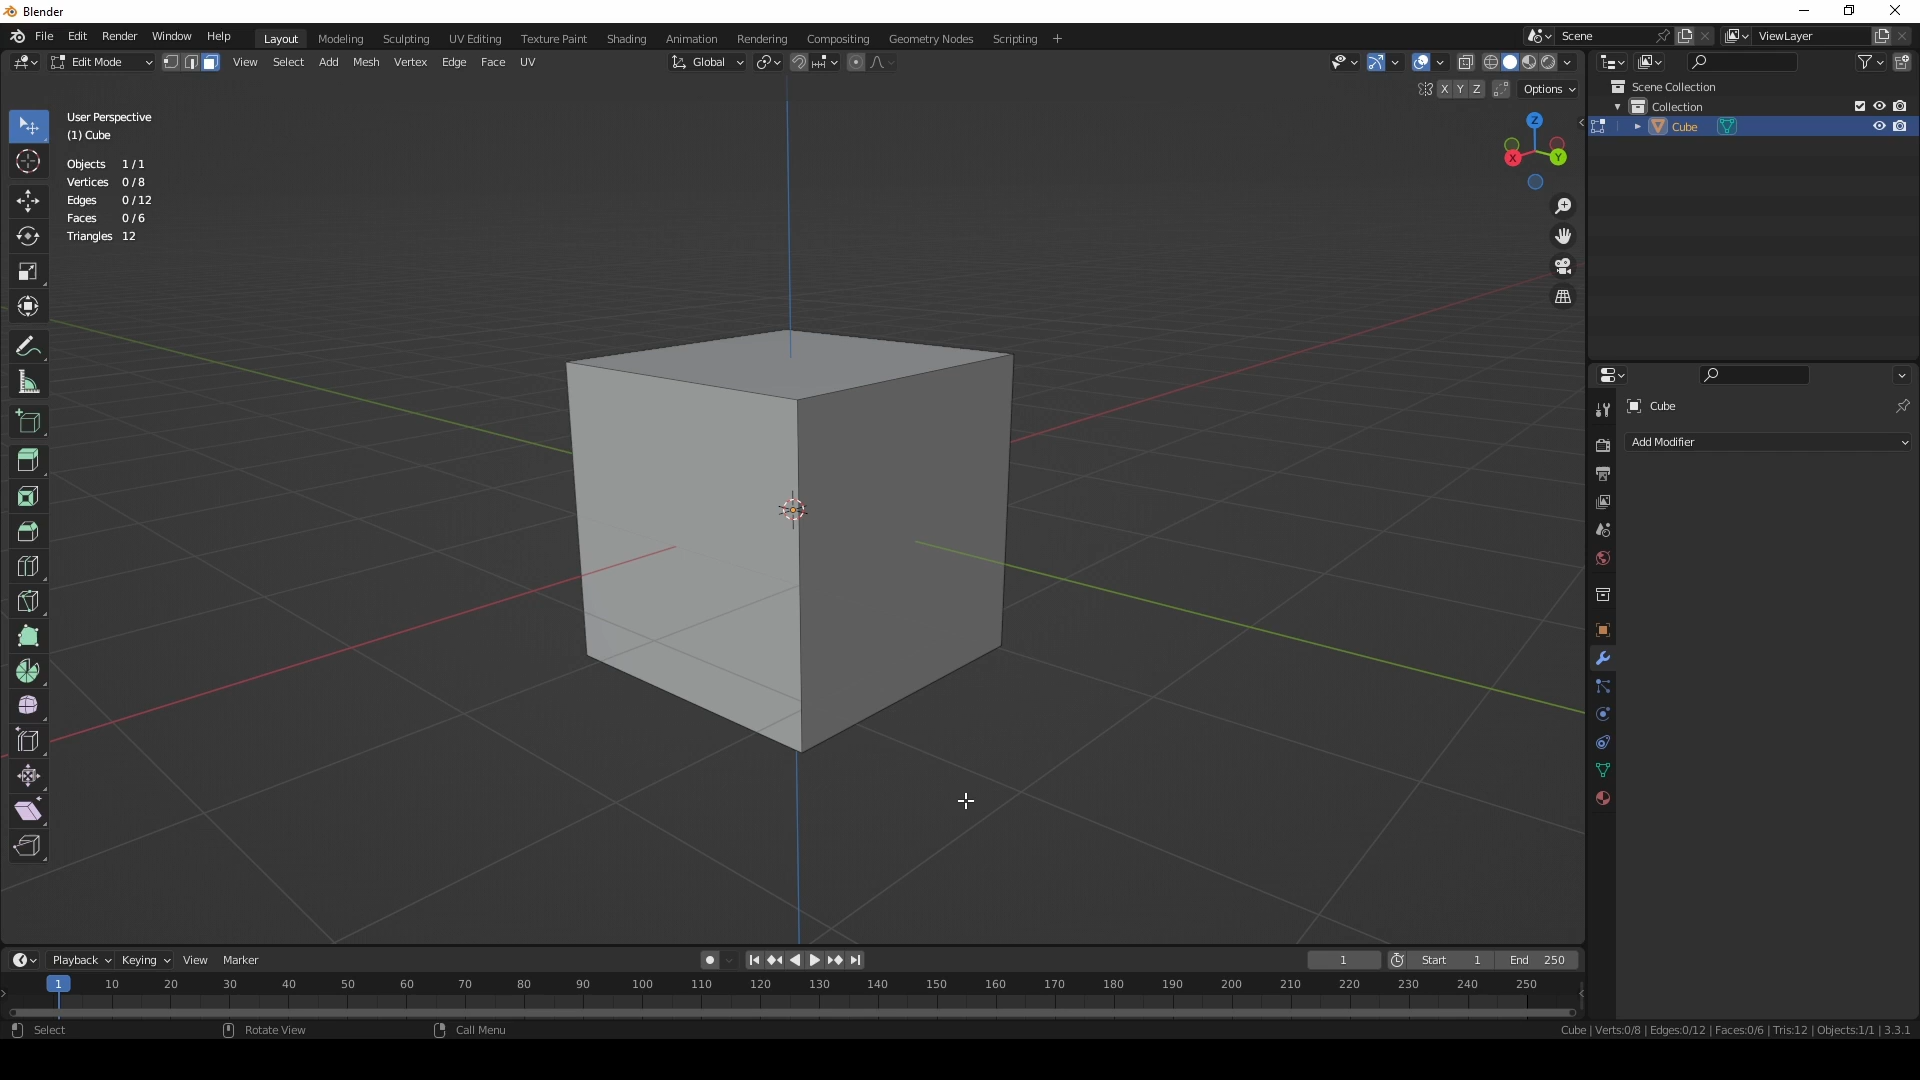 Blender
File Edit Render Window Help Layout Modeling Sculpting UV Editing Texture Paint Shading Animation Rendering Compositing Geometry Nodes Scripting + Scene ViewLayer
Edit Mode View Select Add Mesh Vertex Edge Face UV Global
X Y Z Options
User Perspective
(1) Cube
Objects 1 / 1
Vertices 0 / 8
Edges 0 / 12
Faces 0 / 6
Triangles 12
Z
X Y
Scene Collection
Collection
Cube
Cube
Add Modifier
Playback Keying View Marker 1 Start 1 End 250
1 10 20 30 40 50 60 70 80 90 100 110 120 130 140 150 160 170 180 190 200 210 220 230 240 250
Select Rotate View Call Menu Cube | Verts:0/8 | Edges:0/12 | Faces:0/6 | Tris:12 | Objects:1/1 | 3.3.1